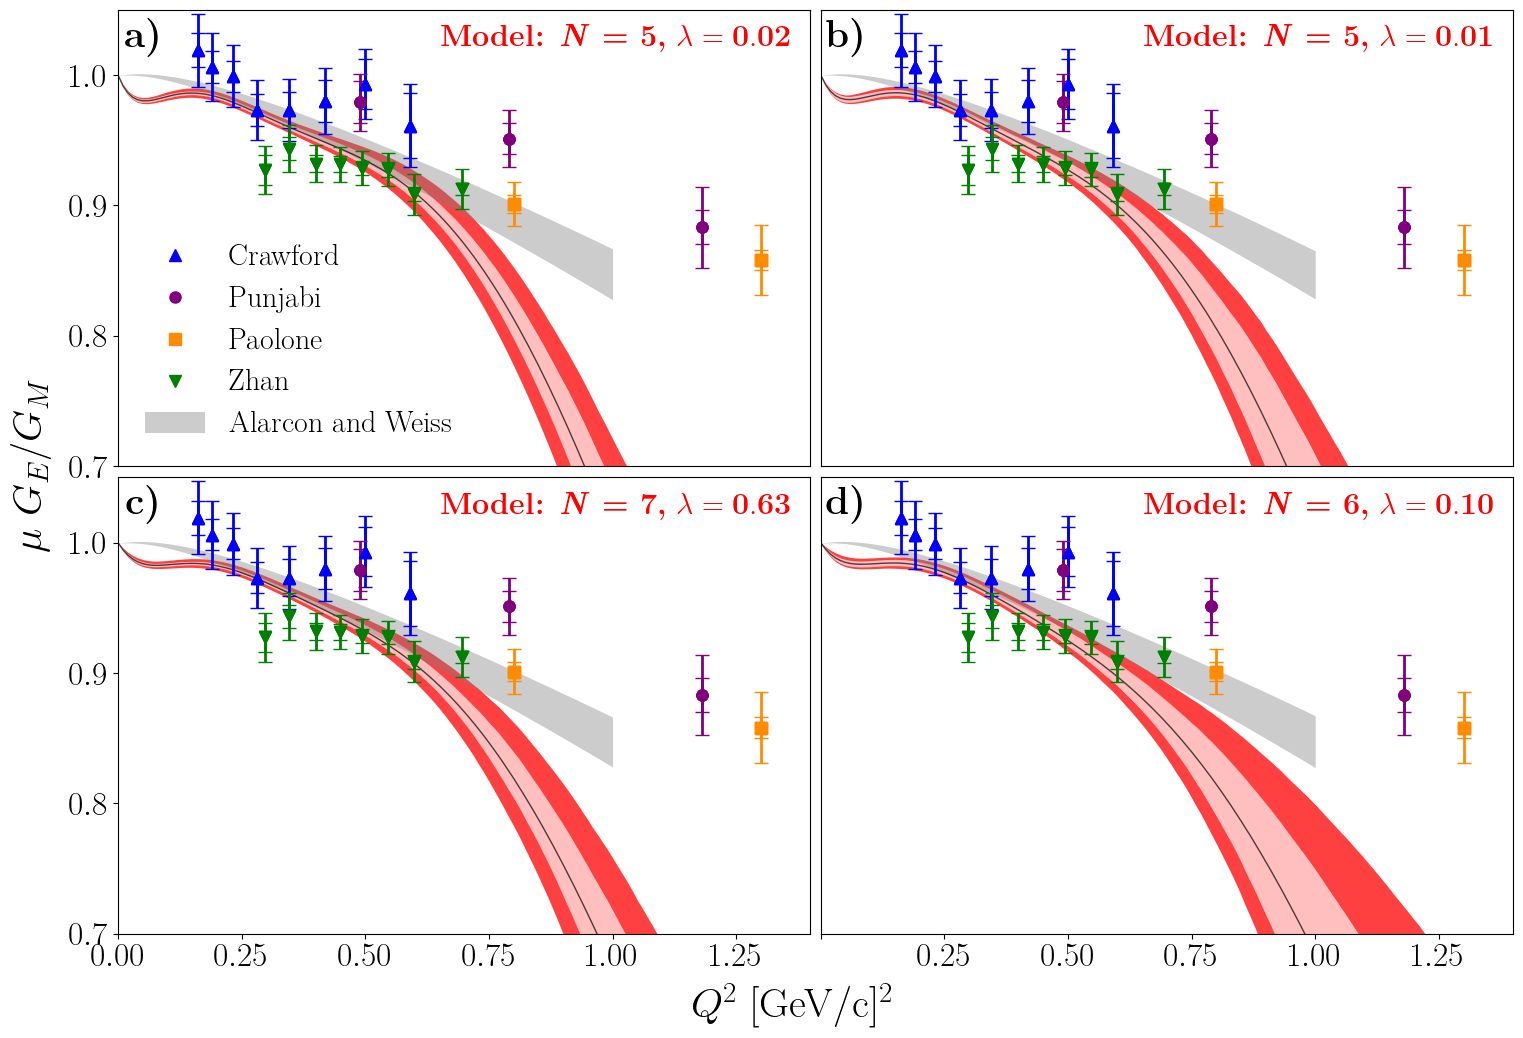 a) Model: N = 5, λ = 0.02
b) Model: N = 5, λ = 0.01
1.0
0.9
0.8
0.7
Crawford
Punjabi
Paolone
Zhan
Alarcon and Weiss
μ G_E/G_M
c) Model: N = 7, λ = 0.63
d) Model: N = 6, λ = 0.10
1.0
0.9
0.8
0.7
0.00 0.25 0.50 0.75 1.00 1.25
0.25 0.50 0.75 1.00 1.25
Q² [GeV/c]²